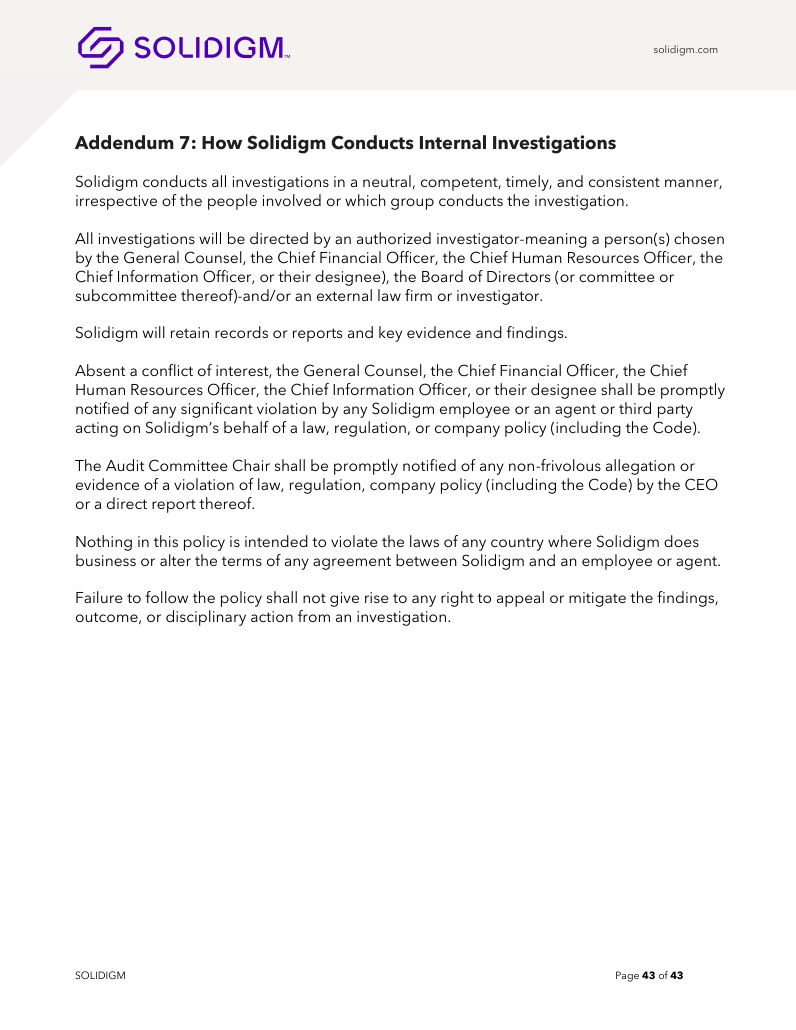 SOLIDIGM™
solidigm.com
Addendum 7: How Solidigm Conducts Internal Investigations
Solidigm conducts all investigations in a neutral, competent, timely, and consistent manner,
irrespective of the people involved or which group conducts the investigation.
All investigations will be directed by an authorized investigator-meaning a person(s) chosen
by the General Counsel, the Chief Financial Officer, the Chief Human Resources Officer, the
Chief Information Officer, or their designee), the Board of Directors (or committee or
subcommittee thereof)-and/or an external law firm or investigator.
Solidigm will retain records or reports and key evidence and findings.
Absent a conflict of interest, the General Counsel, the Chief Financial Officer, the Chief
Human Resources Officer, the Chief Information Officer, or their designee shall be promptly
notified of any significant violation by any Solidigm employee or an agent or third party
acting on Solidigm’s behalf of a law, regulation, or company policy (including the Code).
The Audit Committee Chair shall be promptly notified of any non-frivolous allegation or
evidence of a violation of law, regulation, company policy (including the Code) by the CEO
or a direct report thereof.
Nothing in this policy is intended to violate the laws of any country where Solidigm does
business or alter the terms of any agreement between Solidigm and an employee or agent.
Failure to follow the policy shall not give rise to any right to appeal or mitigate the findings,
outcome, or disciplinary action from an investigation.
SOLIDIGM
Page 43 of 43